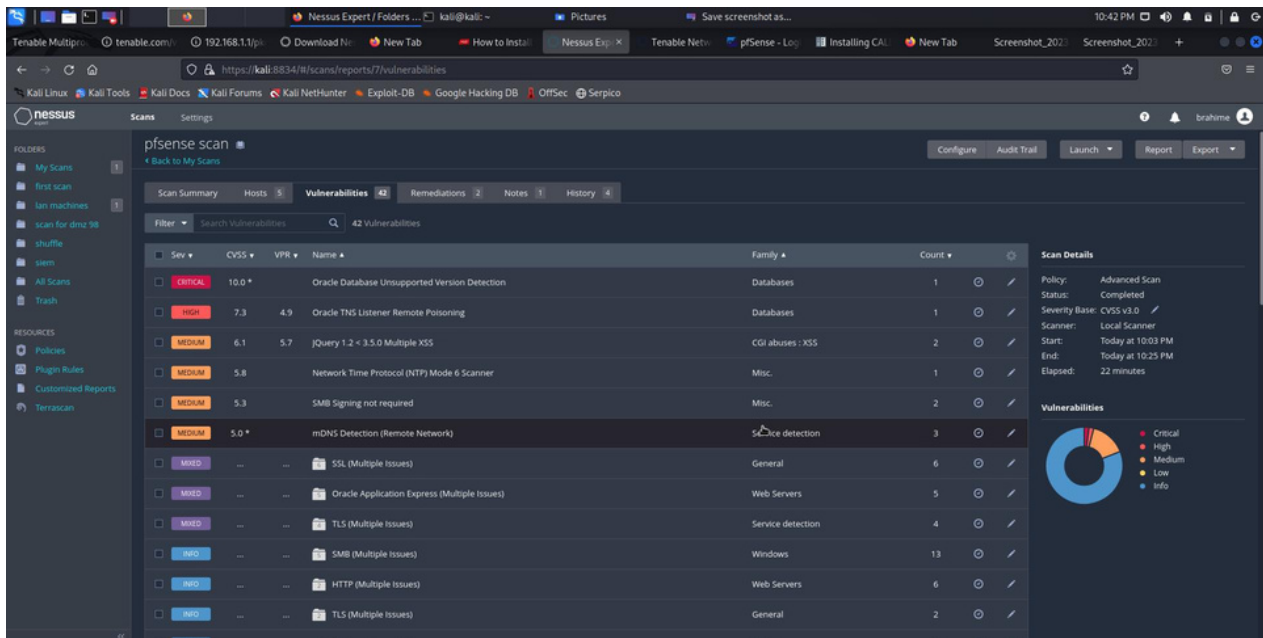 Nessus Expert / Folders ... kali@kali: ~ Pictures Save screenshot as... 10:42 PM
Tenable Multipro tenable.com/ 192.168.1.1/pi Download Ne New Tab How to Install Nessus Exp Tenable Netw pfSense - Log Installing CAL New Tab Screenshot_2023 Screenshot_2023
https://kali:8834/#/scans/reports/7/vulnerabilities
Kali Linux Kali Tools Kali Docs Kali Forums Kali NetHunter Exploit-DB Google Hacking DB OffSec Serpico
nessus Scans Settings brahime
expert
FOLDERS
My Scans 1
first scan
lan machines 1
scan for dmz 98
shuffle
siem
All Scans
Trash
RESOURCES
Policies
Plugin Rules
Customized Reports
Terrascan
pfsense scan
< Back to My Scans
Configure Audit Trail Launch Report Export
Scan Summary Hosts 5 Vulnerabilities 42 Remediations 2 Notes 1 History 4
Filter Search Vulnerabilities 42 Vulnerabilities
Sev CVSS VPR Name Family Count
CRITICAL 10.0 * Oracle Database Unsupported Version Detection Databases 1
HIGH 7.3 4.9 Oracle TNS Listener Remote Poisoning Databases 1
MEDIUM 6.1 5.7 JQuery 1.2 < 3.5.0 Multiple XSS CGI abuses : XSS 2
MEDIUM 5.8 Network Time Protocol (NTP) Mode 6 Scanner Misc. 1
MEDIUM 5.3 SMB Signing not required Misc. 2
MEDIUM 5.0 * mDNS Detection (Remote Network) Service detection 3
MIXED ... ... SSL (Multiple Issues) General 6
MIXED ... ... Oracle Application Express (Multiple Issues) Web Servers 5
MIXED ... ... TLS (Multiple Issues) Service detection 4
INFO ... ... SMB (Multiple Issues) Windows 13
INFO ... ... HTTP (Multiple Issues) Web Servers 6
INFO ... ... TLS (Multiple Issues) General 2
Scan Details
Policy: Advanced Scan
Status: Completed
Severity Base: CVSS v3.0
Scanner: Local Scanner
Start: Today at 10:03 PM
End: Today at 10:25 PM
Elapsed: 22 minutes
Vulnerabilities
Critical
High
Medium
Low
Info